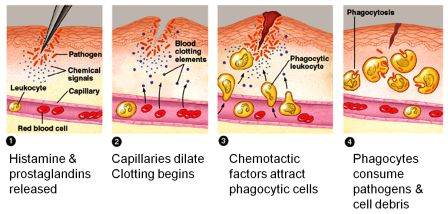 Pathogen
Chemical
signals
Leukocyte
Capillary
Red blood cell
1
Histamine &
prostaglandins
released
Blood
clotting
elements
2
Capillaries dilate
Clotting begins
Phagocytic
leukocyte
3
Chemotactic
factors attract
phagocytic cells
Phagocytosis
4
Phagocytes
consume
pathogens &
cell debris